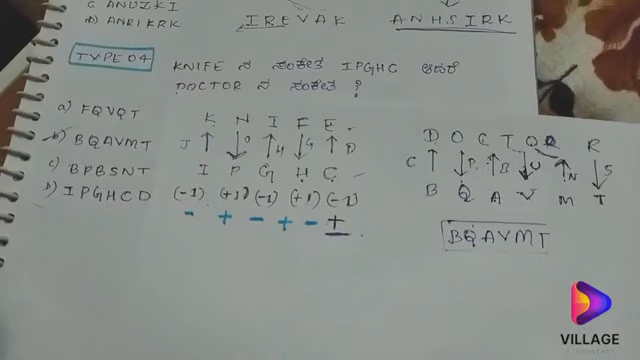 C ANUIKI
D) ANRIKRK
IREVAK
ANHSIRK
TYPE 04
KNIFE ನ ಸಂಕೇತ IPGHC ಆದರೆ
DOCTOR ನ ಸಂಕೇತ ?
a) FQVQT
b) BQAVMT
c) BPBSNT
D) IPGHCD
K N I F E
J O H G D
I P G H C
(-1) (+1) (-1) (+1) (-1)
- + - + - +
D O C T O R
C P B U N S
B Q A V M T
BQAVMT
VILLAGE